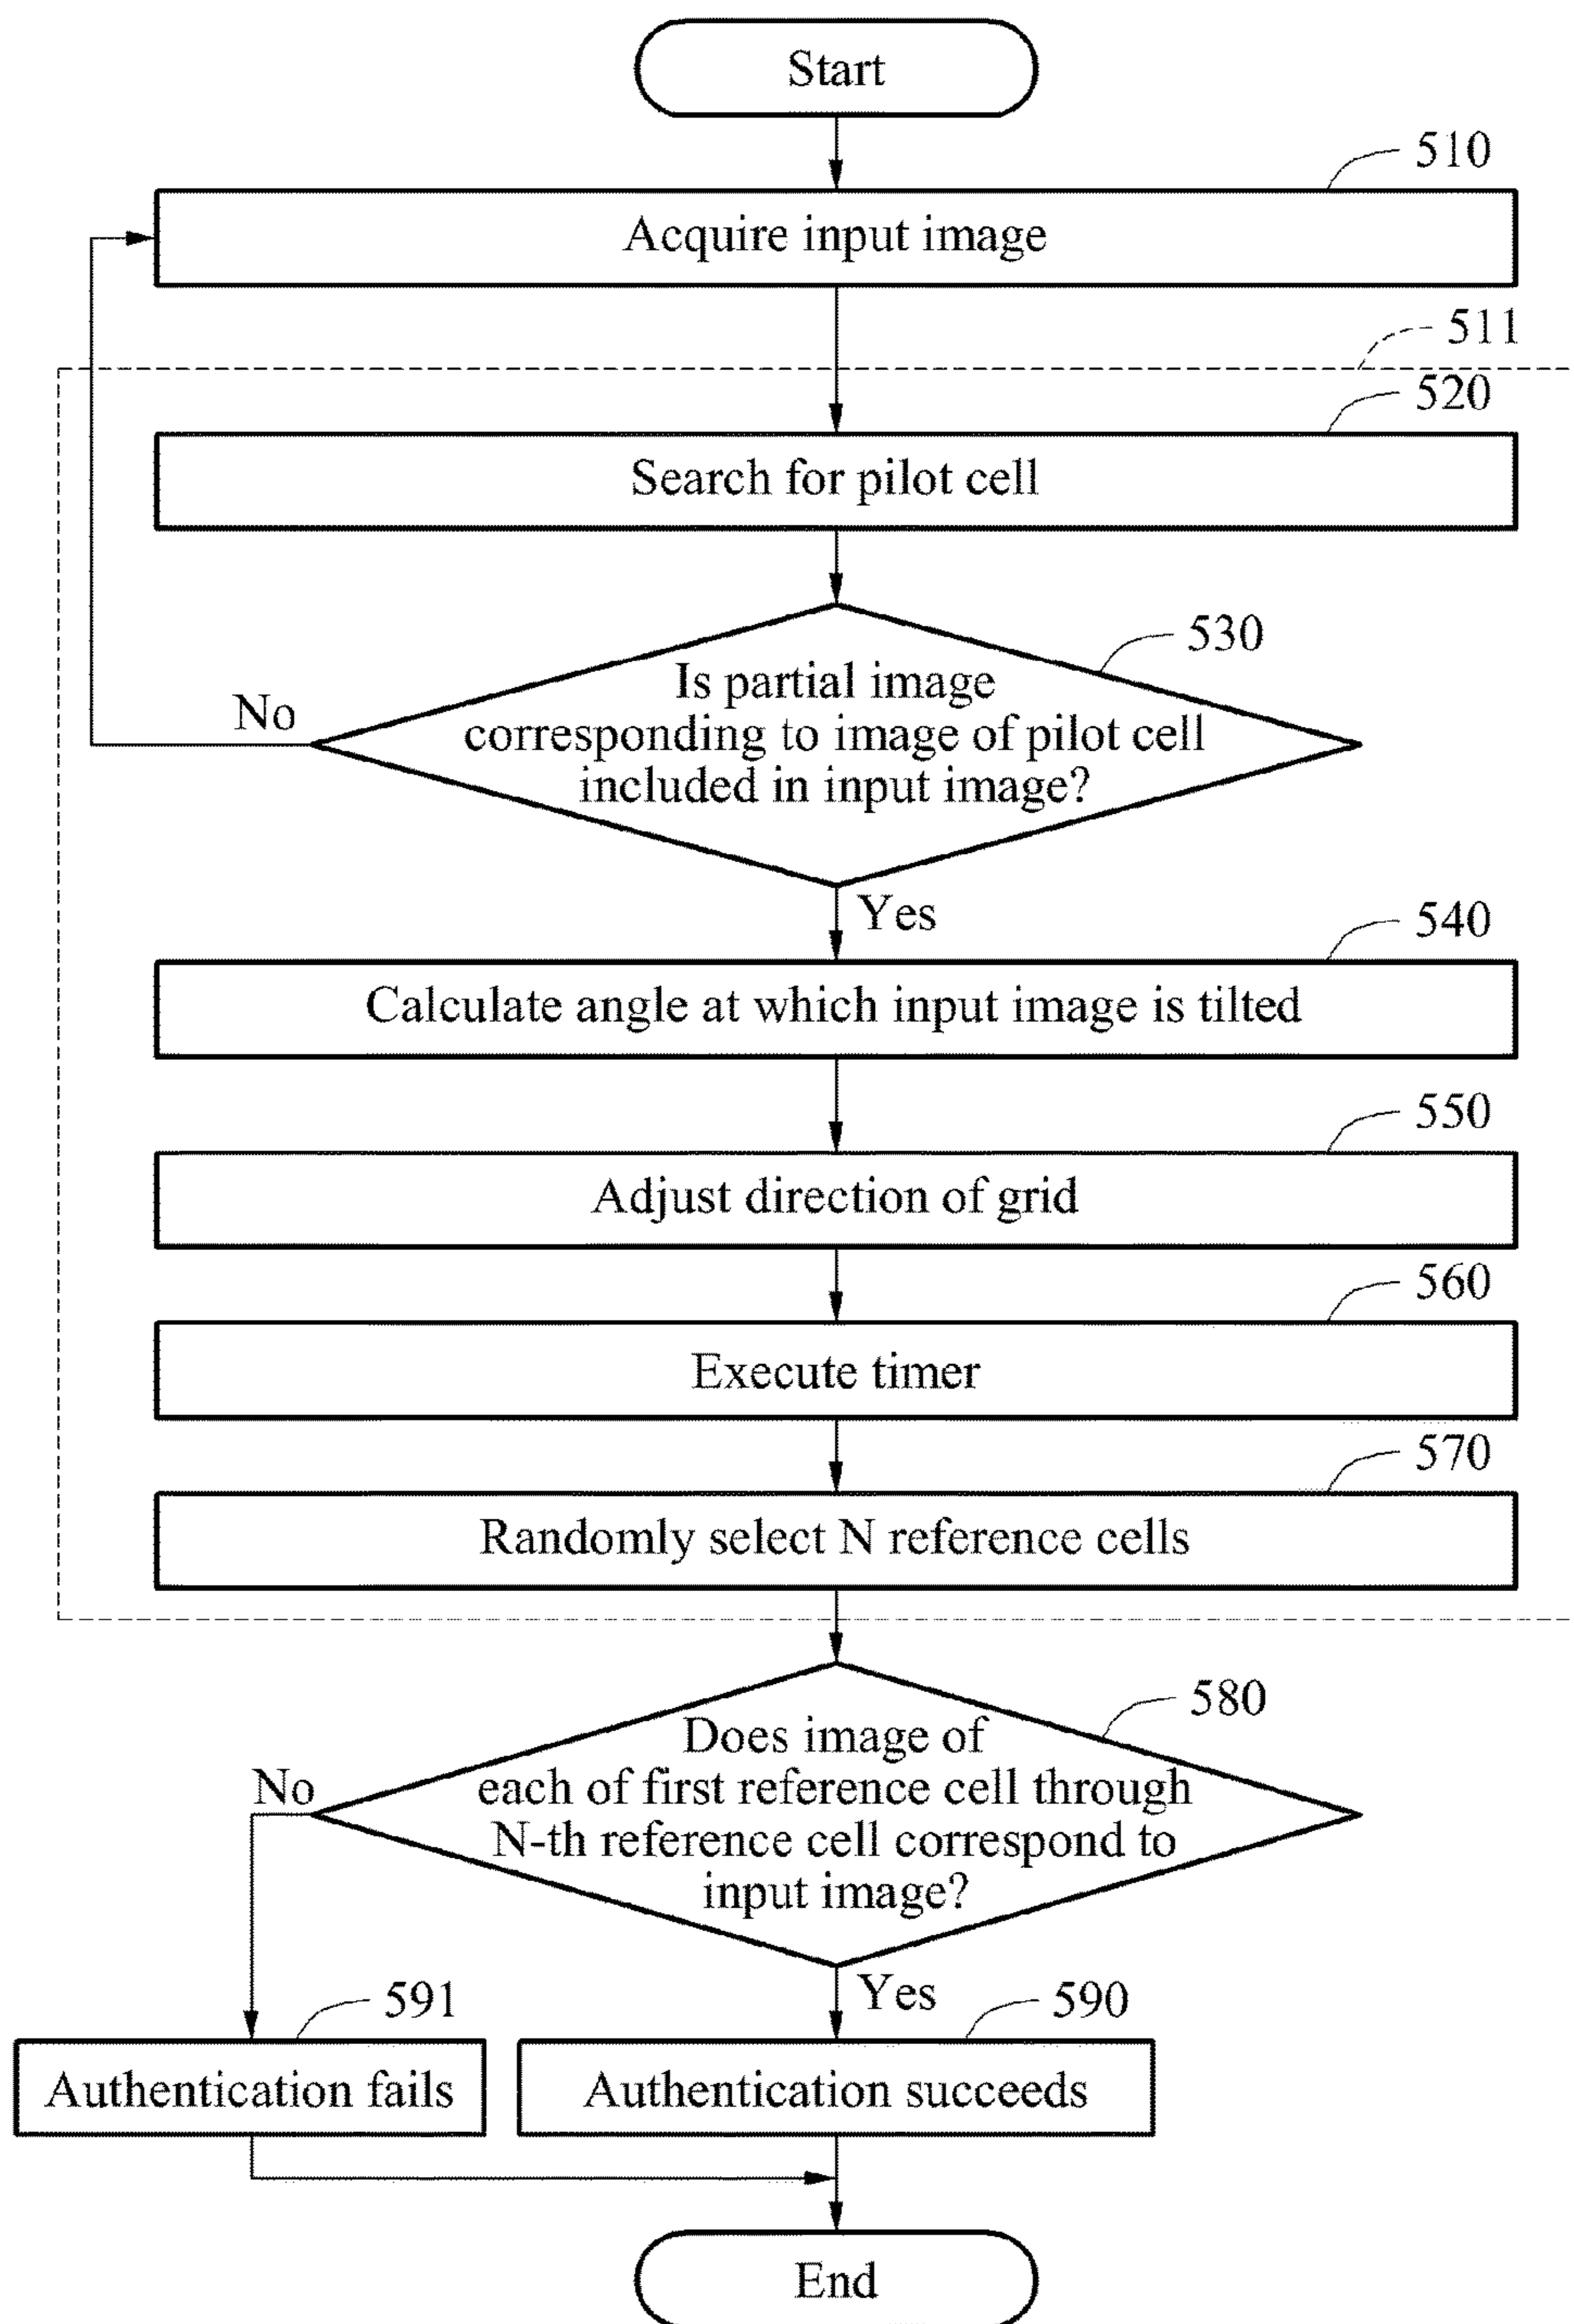 Start
510
Acquire input image
511
520
Search for pilot cell
530
Is partial image
corresponding to image of pilot cell
included in input image?
No
Yes
540
Calculate angle at which input image is tilted
550
Adjust direction of grid
560
Execute timer
570
Randomly select N reference cells
580
Does image of
each of first reference cell through
N-th reference cell correspond to
input image?
No
Yes
591
590
Authentication fails
Authentication succeeds
End